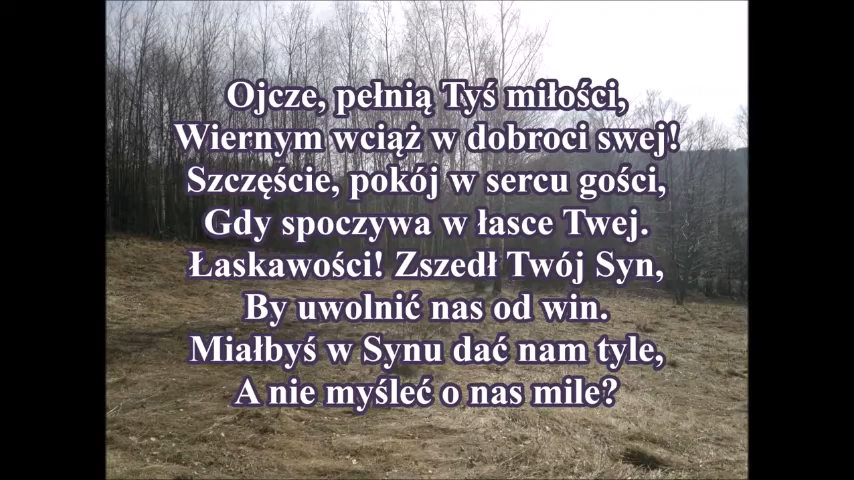 Ojcze, pełnią Tyś miłości,
Wiernym wciąż w dobroci swej!
Szczęście, pokój w sercu gości,
Gdy spoczywa w łasce Twej.
Łaskawości! Zszedł Twój Syn,
By uwolnić nas od win.
Miałbyś w Synu dać nam tyle,
A nie myśleć o nas mile?